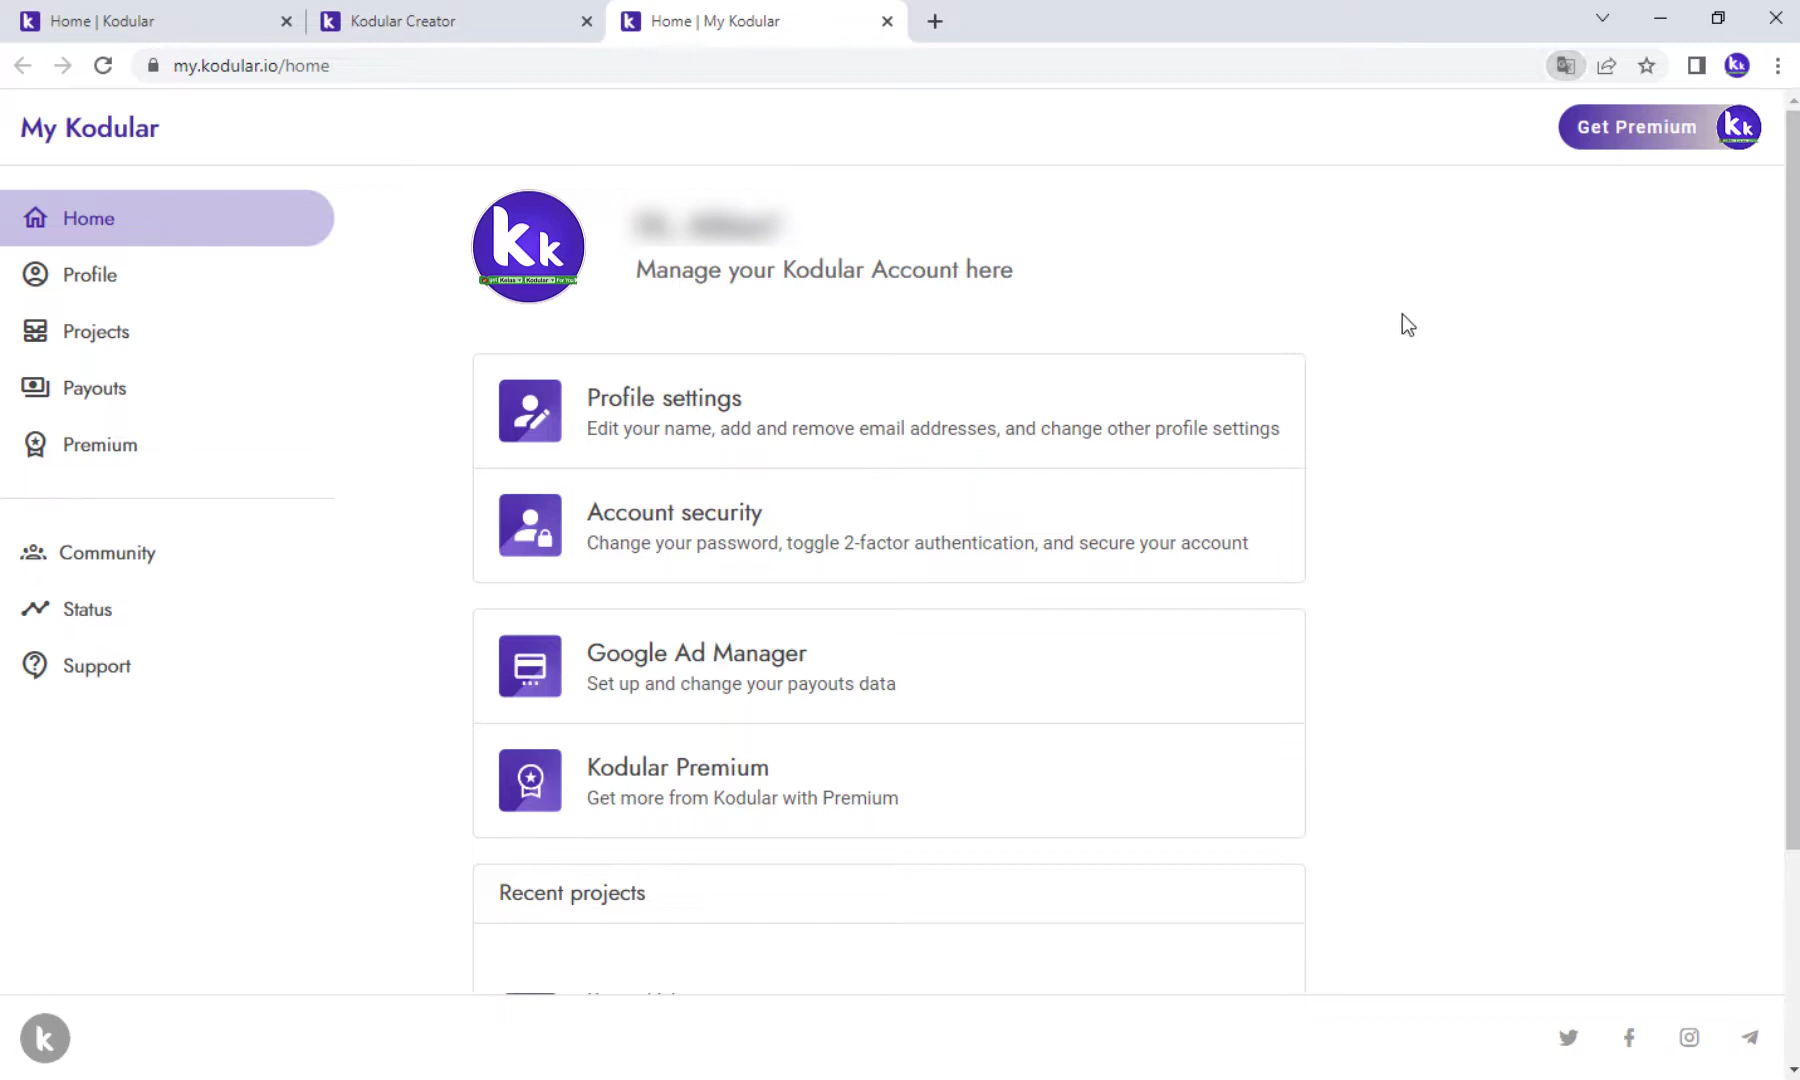 Home | Kodular
Kodular Creator
Home | My Kodular
my.kodular.io/home
My Kodular
Get Premium
Home
Profile
Projects
Payouts
Premium
Community
Status
Support
Manage your Kodular Account here
Profile settings
Edit your name, add and remove email addresses, and change other profile settings
Account security
Change your password, toggle 2-factor authentication, and secure your account
Google Ad Manager
Set up and change your payouts data
Kodular Premium
Get more from Kodular with Premium
Recent projects